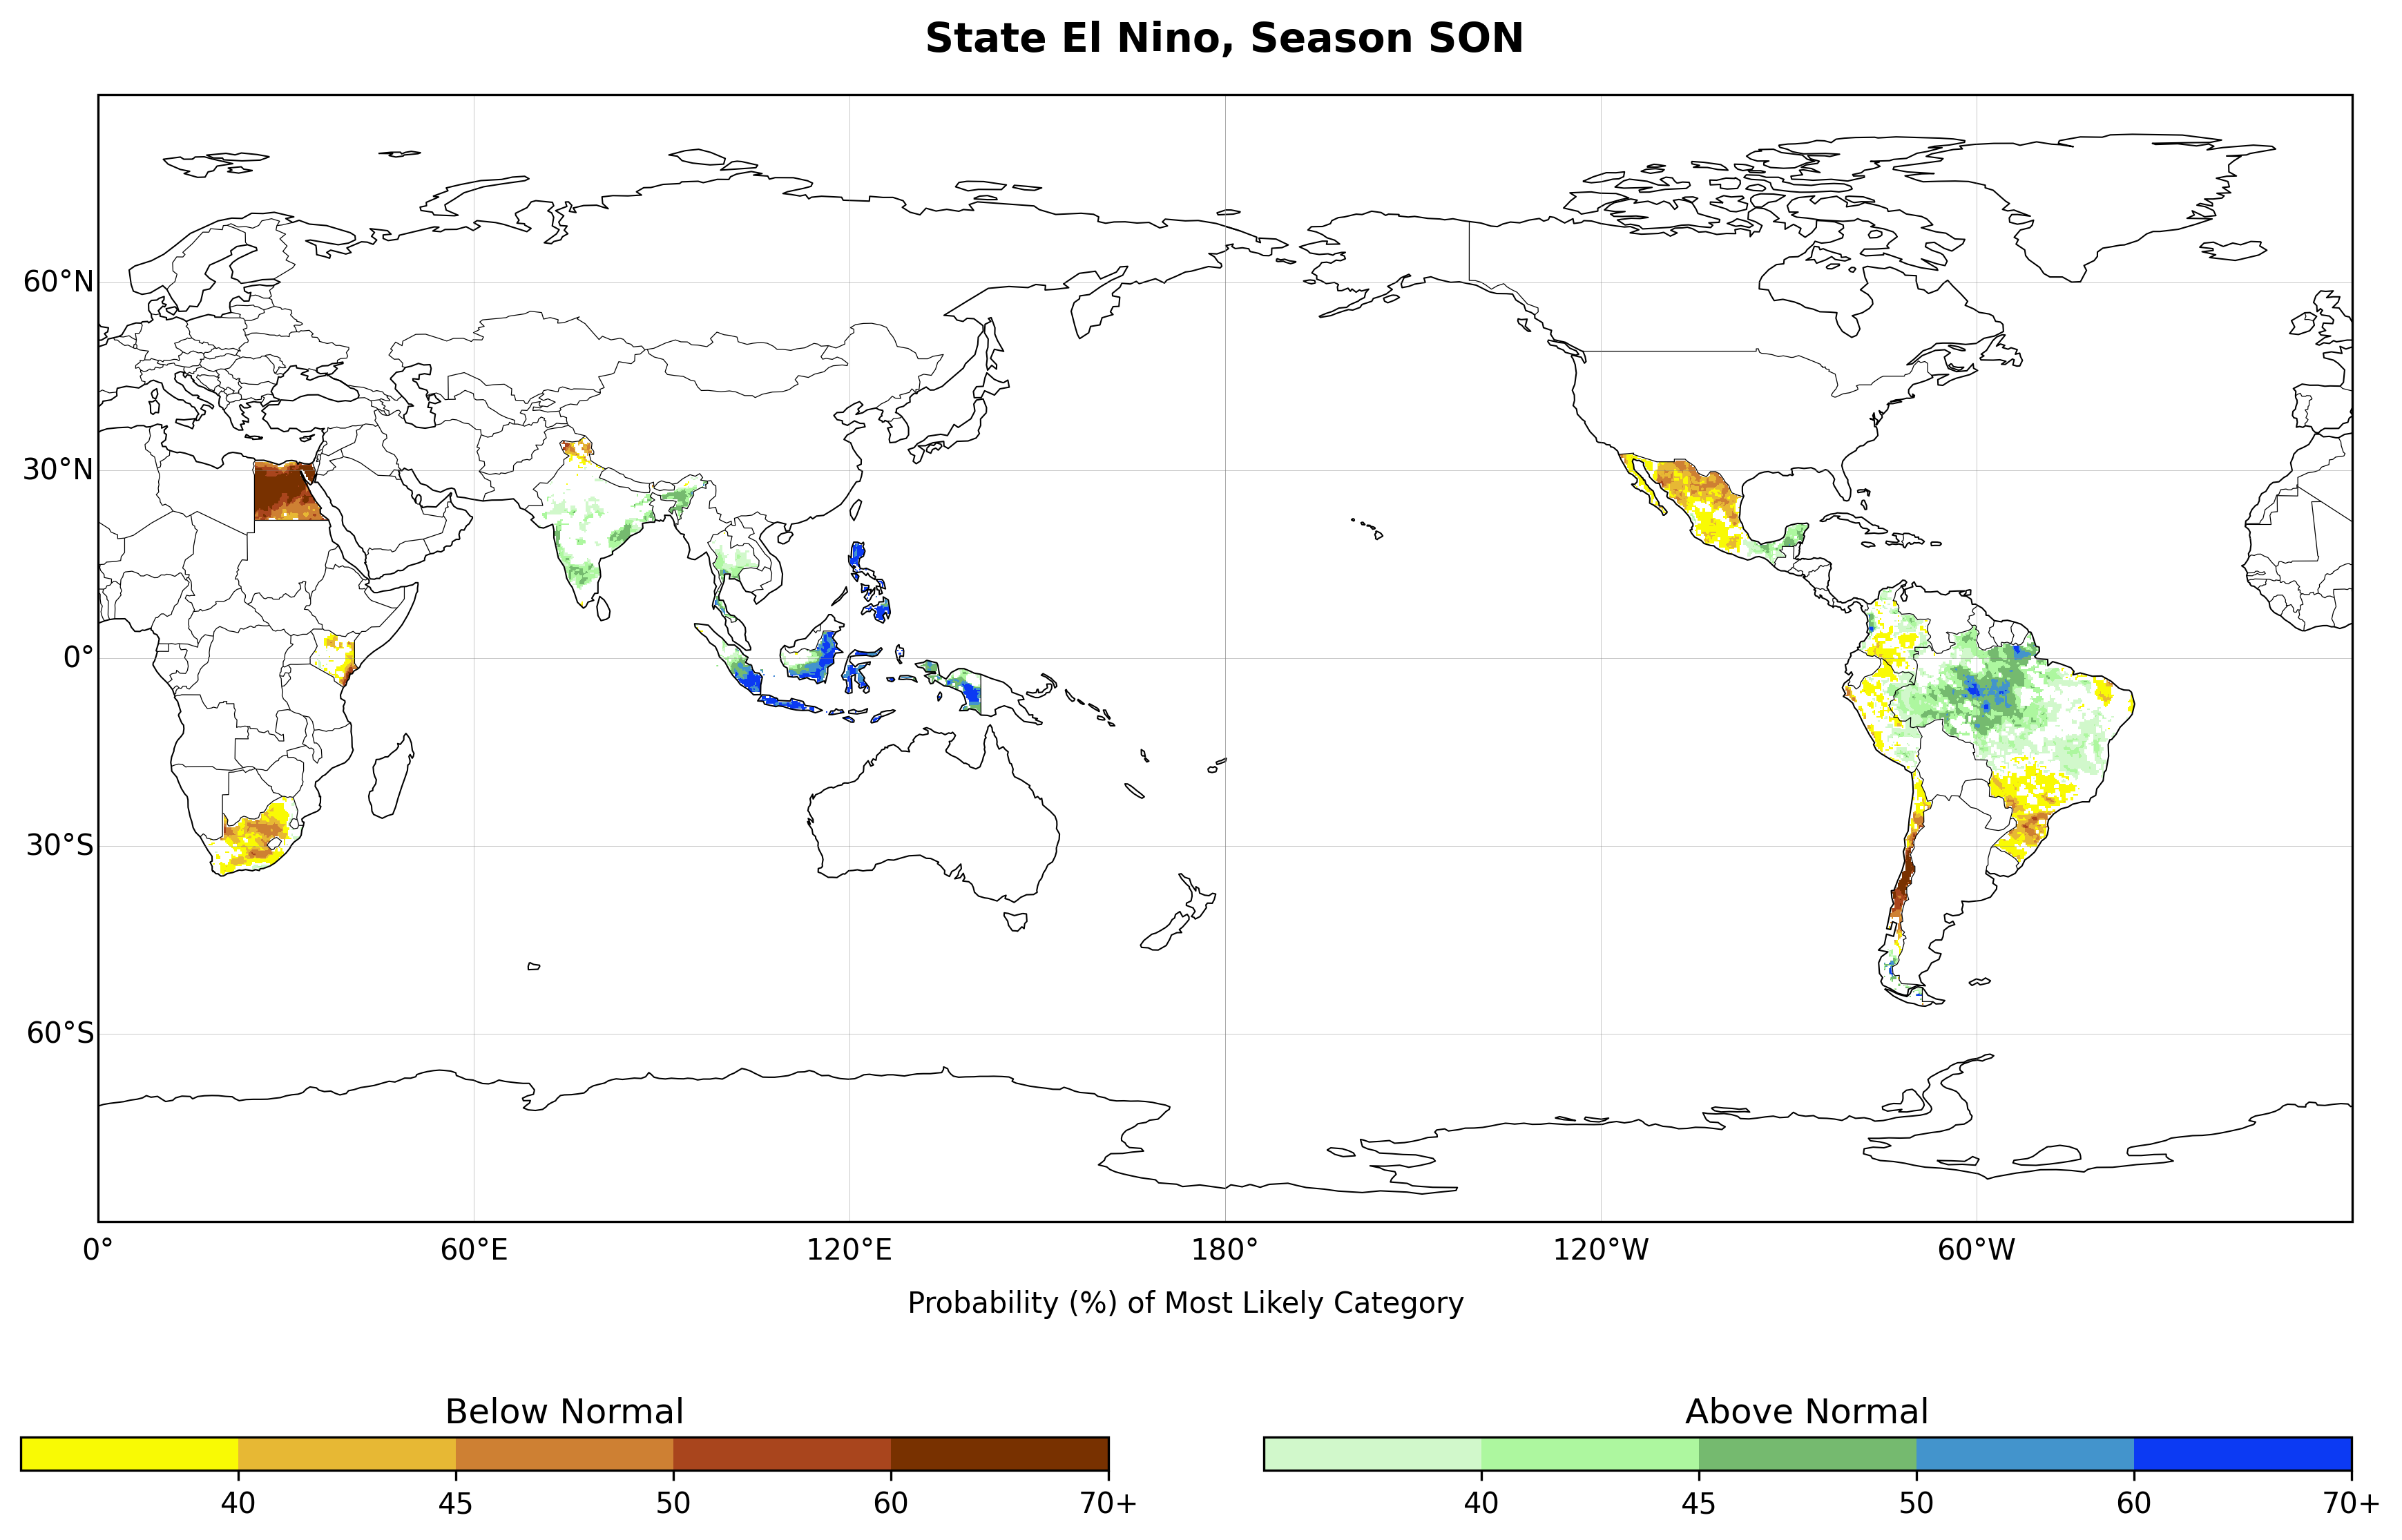 State El Nino, Season SON
60°N
30°N
0°
30°S
60°S
0° 60°E 120°E 180° 120°W 60°W
Probability (%) of Most Likely Category
Below Normal
40 45 50 60 70+
Above Normal
40 45 50 60 70+